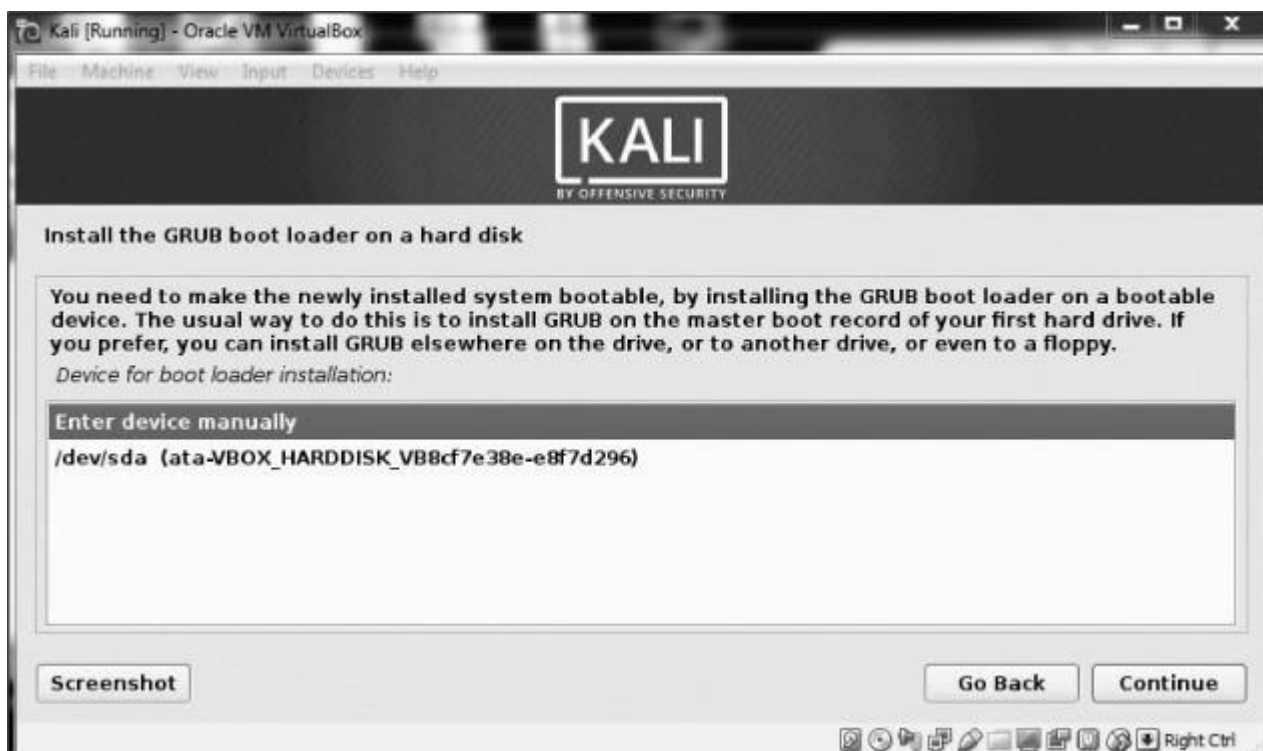 Kali [Running] - Oracle VM VirtualBox
File Machine View Input Devices Help
KALI
BY OFFENSIVE SECURITY
Install the GRUB boot loader on a hard disk
You need to make the newly installed system bootable, by installing the GRUB boot loader on a bootable
device. The usual way to do this is to install GRUB on the master boot record of your first hard drive. If
you prefer, you can install GRUB elsewhere on the drive, or to another drive, or even to a floppy.
Device for boot loader installation:
Enter device manually
/dev/sda (ata-VBOX_HARDDISK_VB8cf7e38e-e8f7d296)
Screenshot
Go Back
Continue
Right Ctrl